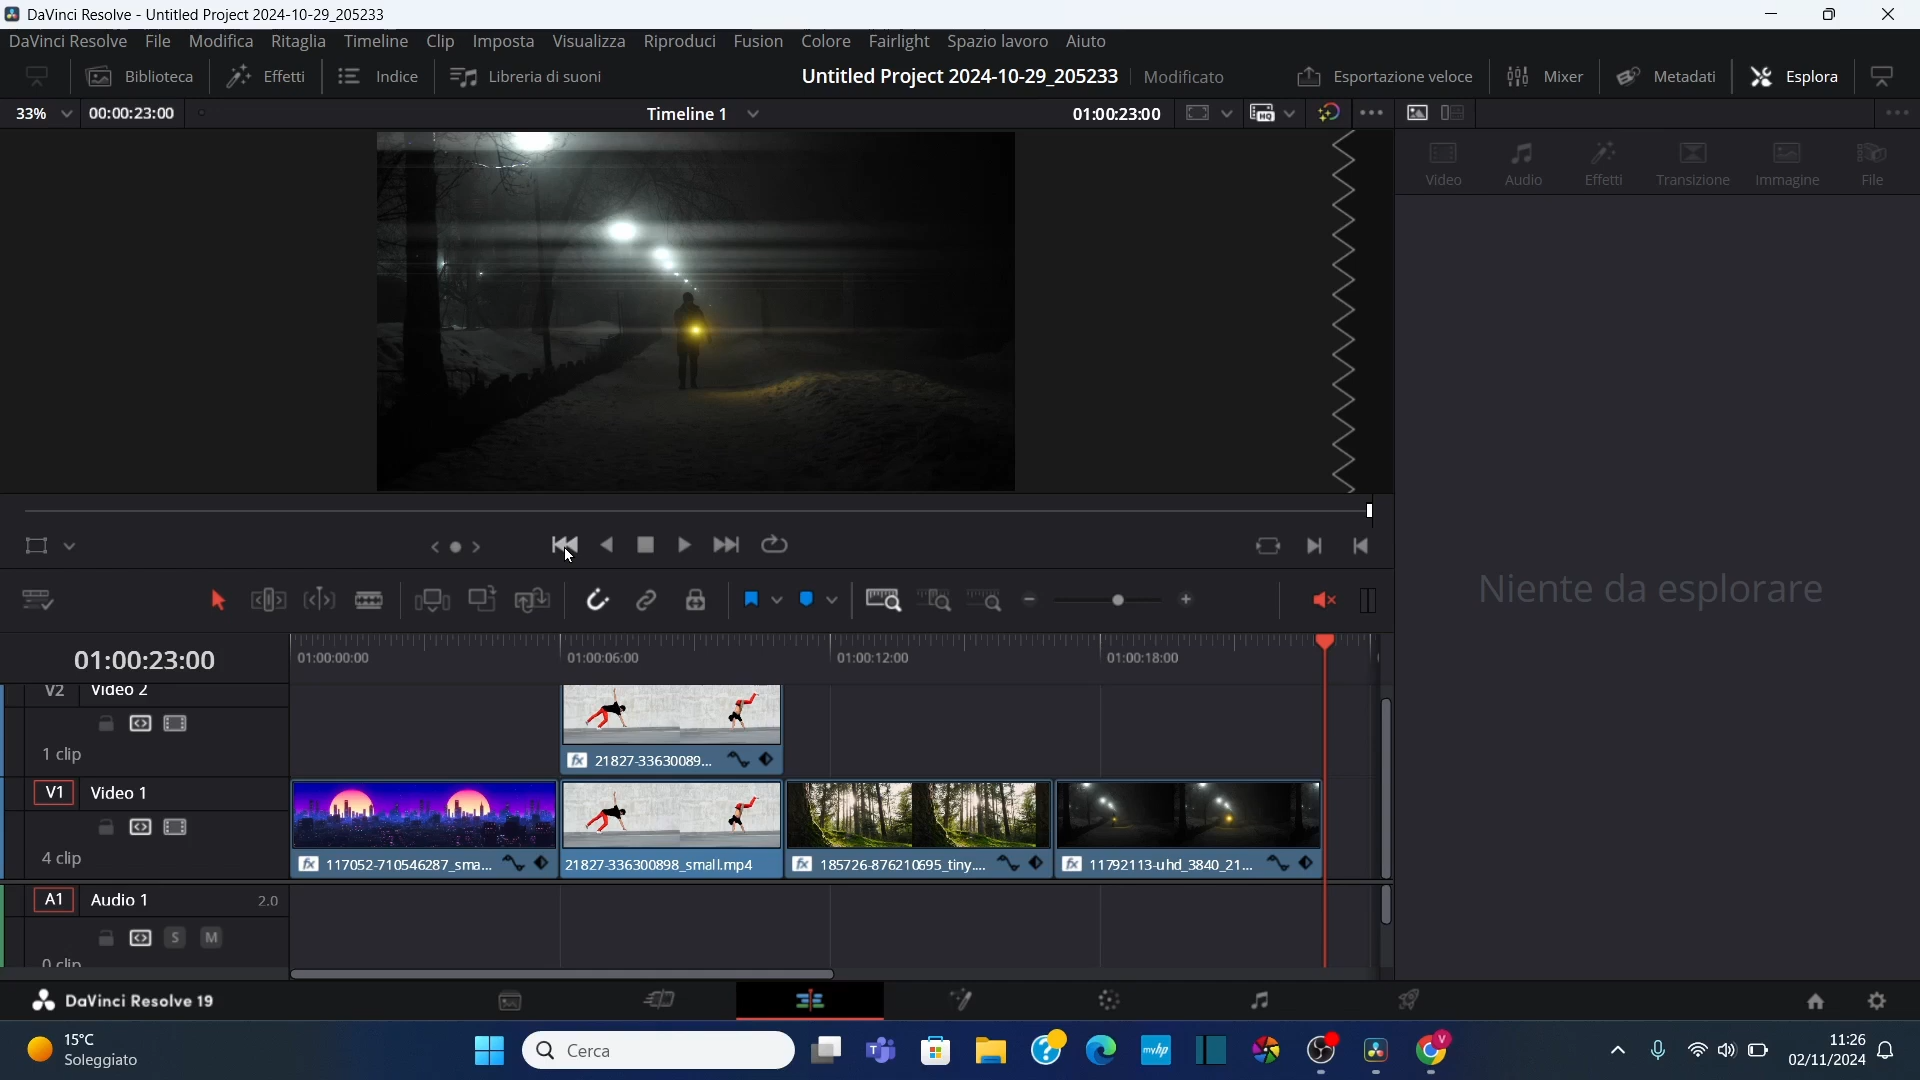 DaVinci Resolve - Untitled Project 2024-10-29_205233
DaVinci Resolve File Modifica Ritaglia Timeline Clip Imposta Visualizza Riproduci Fusion Colore Fairlight Spazio lavoro Aiuto
Biblioteca Effetti Indice Libreria di suoni Untitled Project 2024-10-29_205233 Modificato Esportazione veloce Mixer Metadati Esplora
33% 00:00:23:00 Timeline 1 01:00:23:00 HQ
Video Audio Effetti Transizione Immagine File
Niente da esplorare
01:00:23:00 01:00:00:00 01:00:06:00 01:00:12:00 01:00:18:00
V2 Video 2
1 clip
fx 21827-33630089...
V1 Video 1
4 clip
fx 117052-710546287_sma... 21827-336300898_small.mp4 fx 185726-876210695_tiny.... fx 11792113-uhd_3840_21...
A1 Audio 1 2.0
S M
0 clip
DaVinci Resolve 19
15°C
Soleggiato
Cerca
myhp
V
11:26
02/11/2024